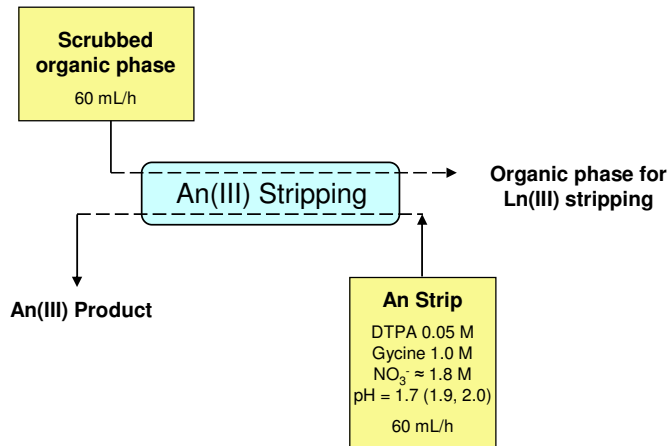 Scrubbed
organic phase
60 mL/h
An(III) Stripping
Organic phase for
Ln(III) stripping
An(III) Product
An Strip
DTPA 0.05 M
Gycine 1.0 M
NO₃⁻ ≈ 1.8 M
pH = 1.7 (1.9, 2.0)
60 mL/h